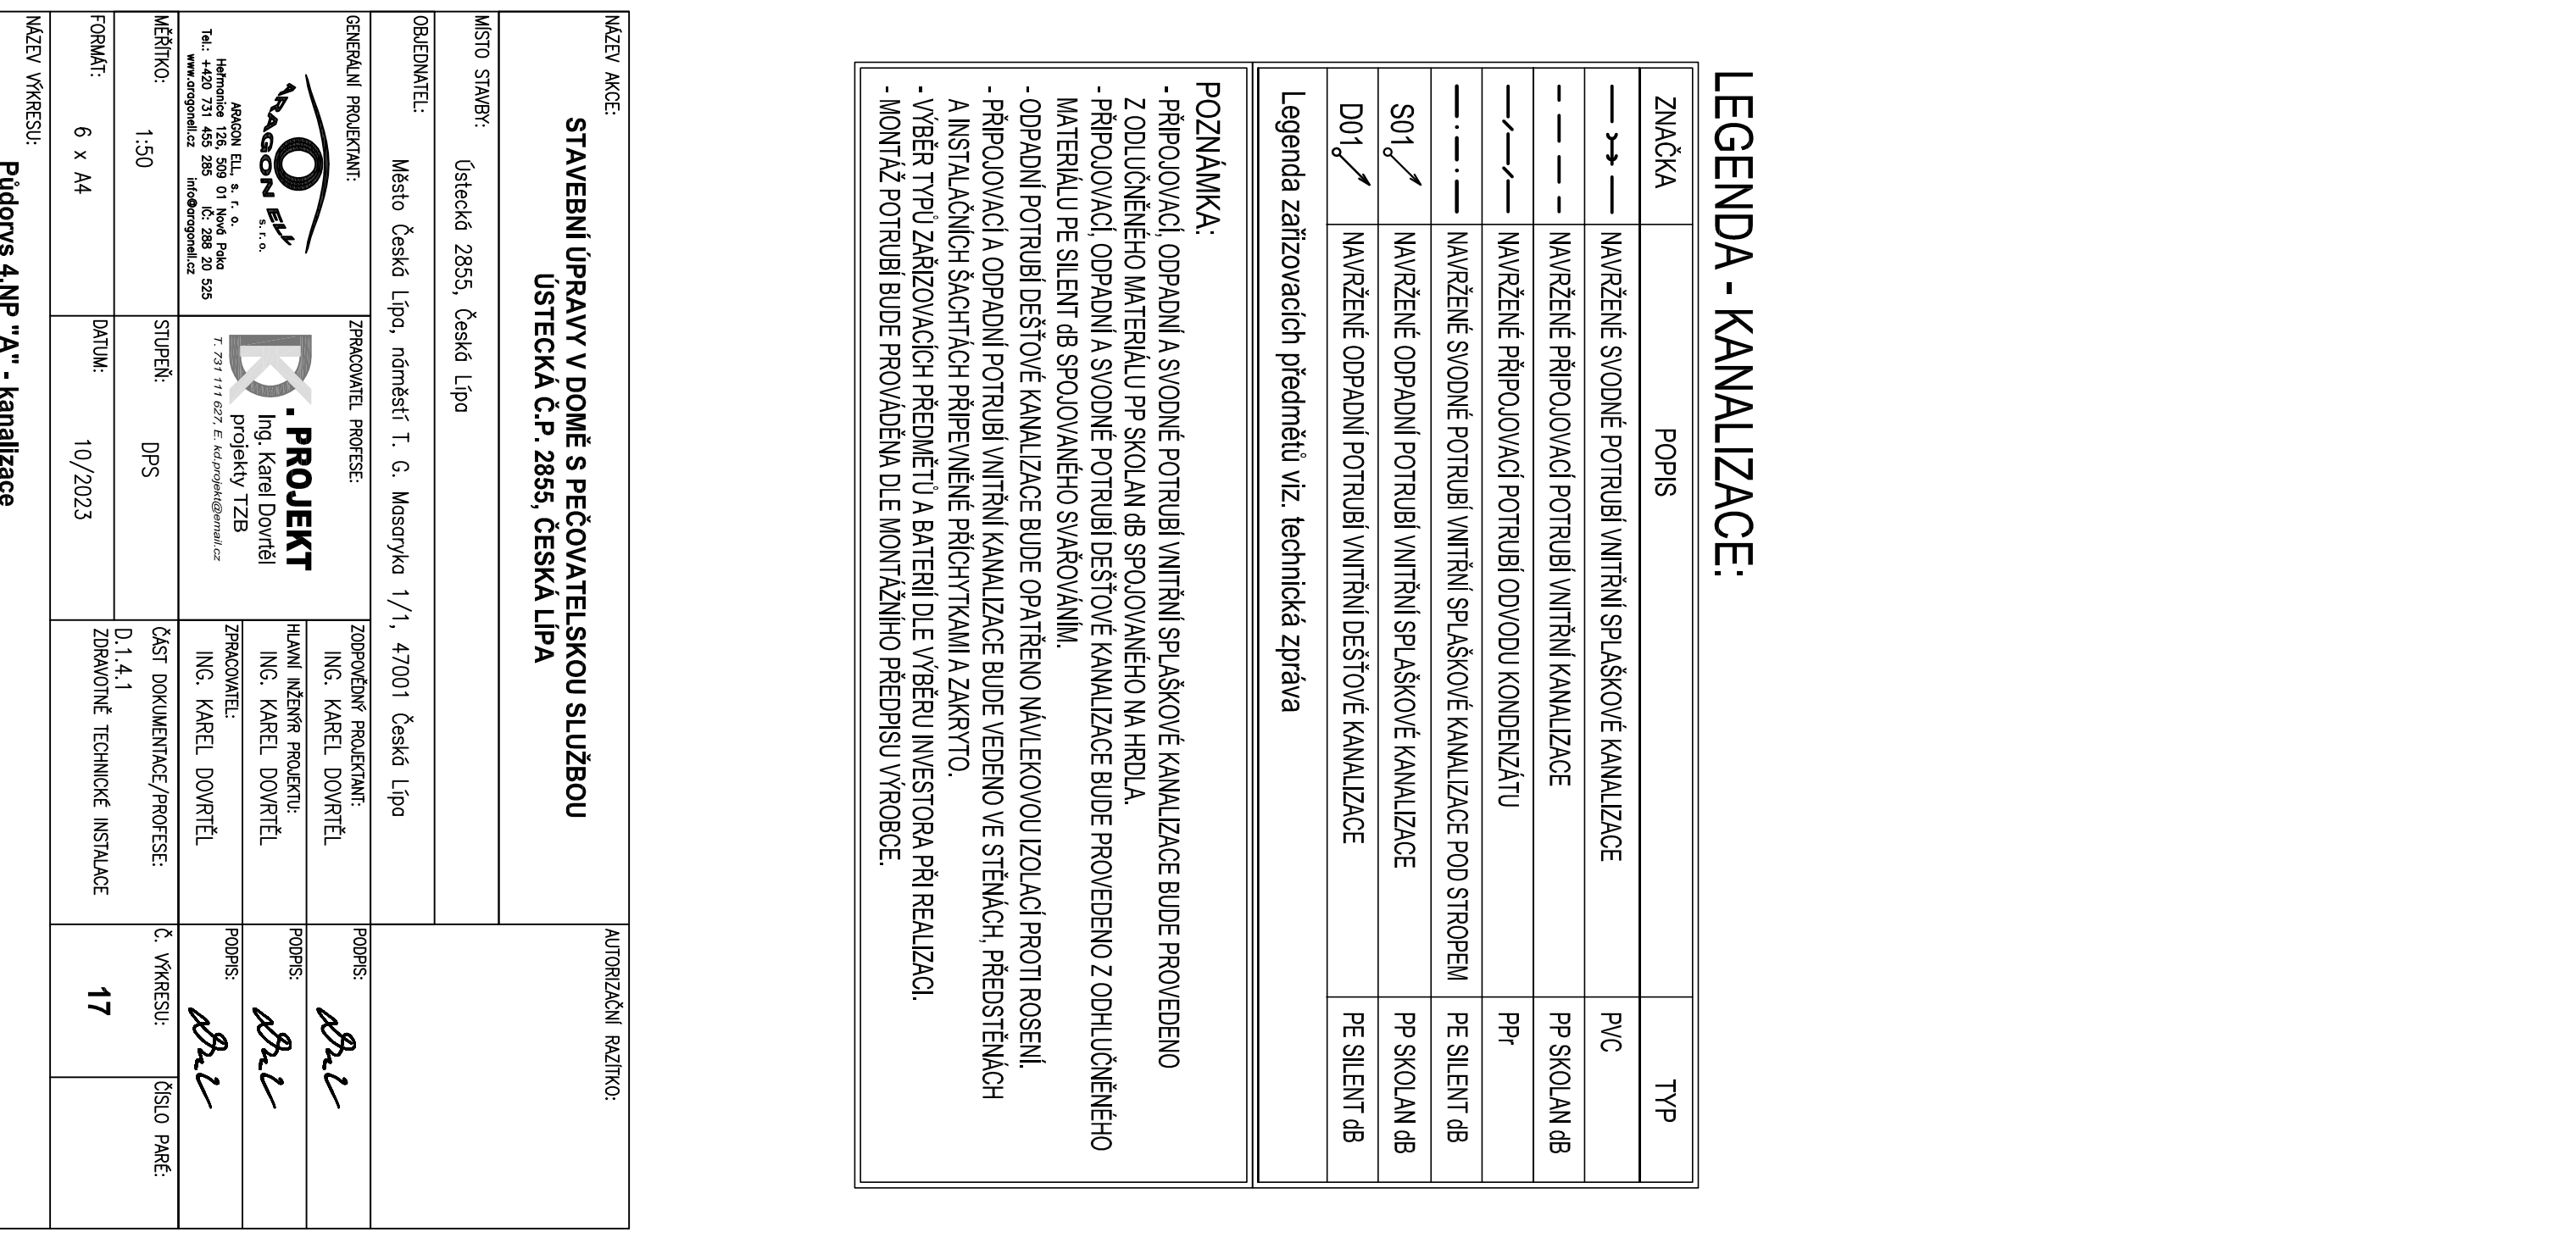 LEGENDA - KANALIZACE:
ZNAČKA POPIS TYP
NAVRŽENÉ SVODNÉ POTRUBÍ VNITŘNÍ SPLAŠKOVÉ KANALIZACE PVC
NAVRŽENÉ PŘIPOJOVACÍ POTRUBÍ VNITŘNÍ KANALIZACE PP SKOLAN dB
NAVRŽENÉ PŘIPOJOVACÍ POTRUBÍ ODVODU KONDENZÁTU PPr
NAVRŽENÉ SVODNÉ POTRUBÍ VNITŘNÍ SPLAŠKOVÉ KANALIZACE POD STROPEM PE SILENT dB
S01 NAVRŽENÉ ODPADNÍ POTRUBÍ VNITŘNÍ SPLAŠKOVÉ KANALIZACE PP SKOLAN dB
D01 NAVRŽENÉ ODPADNÍ POTRUBÍ VNITŘNÍ DEŠŤOVÉ KANALIZACE PE SILENT dB
Legenda zařizovacích předmětů viz. technická zpráva
POZNÁMKA:
- PŘIPOJOVACÍ, ODPADNÍ A SVODNÉ POTRUBÍ VNITŘNÍ SPLAŠKOVÉ KANALIZACE BUDE PROVEDENO
Z ODLUČNĚNÉHO MATERIÁLU PP SKOLAN dB SPOJOVANÉHO NA HRDLA.
- PŘIPOJOVACÍ, ODPADNÍ A SVODNÉ POTRUBÍ DEŠŤOVÉ KANALIZACE BUDE PROVEDENO Z ODHLUČNĚNÉHO
MATERIÁLU PE SILENT dB SPOJOVANÉHO SVAŘOVÁNÍM.
- ODPADNÍ POTRUBÍ DEŠŤOVÉ KANALIZACE BUDE OPATŘENO NÁVLEKOVOU IZOLACÍ PROTI ROSENÍ.
- PŘIPOJOVACÍ A ODPADNÍ POTRUBÍ VNITŘNÍ KANALIZACE BUDE VEDENO VE STĚNÁCH, PŘEDSTĚNÁCH
A INSTALAČNÍCH ŠACHTÁCH PŘIPEVNĚNÉ PŘÍCHYTKAMI A ZAKRYTO.
- VÝBĚR TYPŮ ZAŘIZOVACÍCH PŘEDMĚTŮ A BATERIÍ DLE VÝBĚRU INVESTORA PŘI REALIZACI.
- MONTÁŽ POTRUBÍ BUDE PROVÁDĚNA DLE MONTÁŽNÍHO PŘEDPISU VÝROBCE.
NÁZEV AKCE:
STAVEBNÍ ÚPRAVY V DOMĚ S PEČOVATELSKOU SLUŽBOU
ÚSTECKÁ Č.P. 2855, ČESKÁ LÍPA
AUTORIZAČNÍ RAZÍTKO:
MÍSTO STAVBY:
Ústecká 2855, Česká Lípa
OBJEDNATEL:
Město Česká Lípa, náměstí T. G. Masaryka 1/1, 47001 Česká Lípa
GENERÁLNÍ PROJEKTANT:
ARAGON ELL s.r.o.
ARAGON ELL, s. r. o.
Heřmanice 126, 509 01 Nová Paka
Tel.: +420 731 455 285 IČ: 288 20 525
www.aragonell.cz info@aragonell.cz
ZPRACOVATEL PROFESE:
DK - PROJEKT
Ing. Karel Dovrtěl
projekty TZB
T. 731 111 627, E. kd.projekt@email.cz
ZODPOVĚDNÝ PROJEKTANT: PODPIS:
ING. KAREL DOVRTĚL
HLAVNÍ INŽENÝR PROJEKTU: PODPIS:
ING. KAREL DOVRTĚL
ZPRACOVATEL: PODPIS:
ING. KAREL DOVRTĚL
MĚŘÍTKO: STUPEŇ:
1:50 DPS
FORMÁT: DATUM:
6 x A4 10/2023
ČÁST DOKUMENTACE/PROFESE:
D.1.4.1
ZDRAVOTNĚ TECHNICKÉ INSTALACE
Č. VÝKRESU: ČÍSLO PARÉ:
17
NÁZEV VÝKRESU:
Půdorys 4.NP "A" - kanalizace